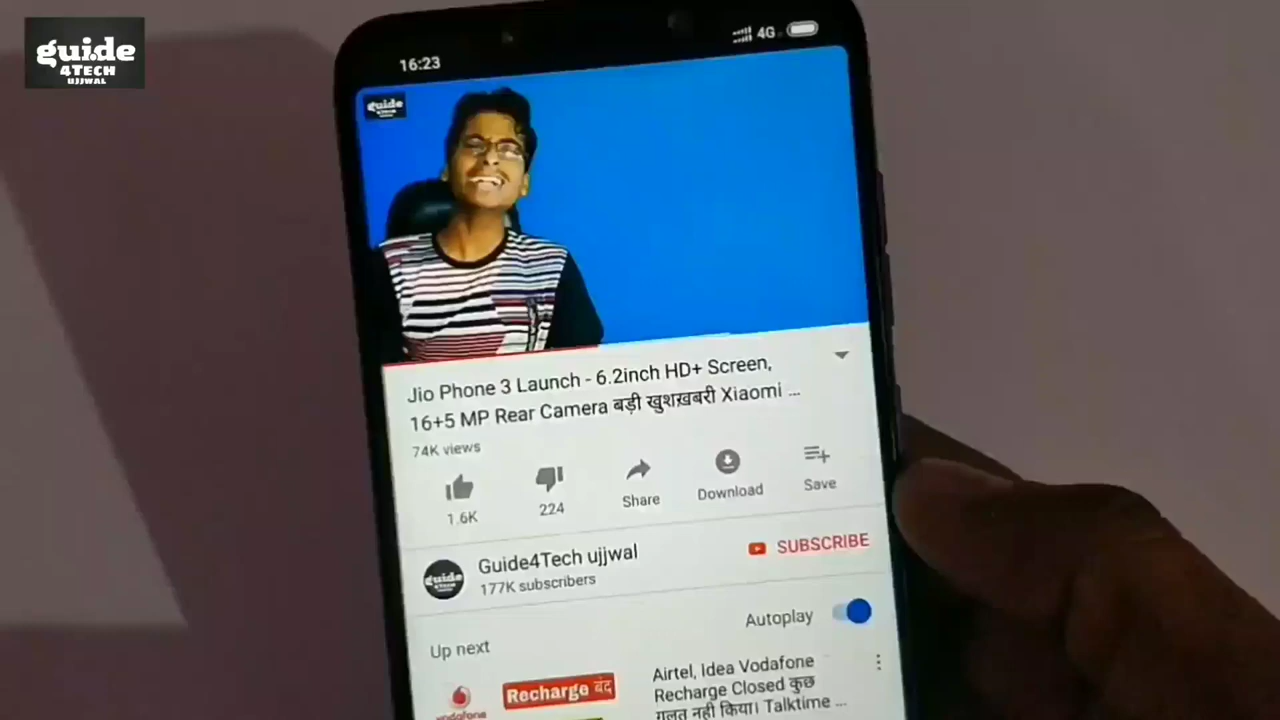 guide
4TECH
UJJWAL
16:23
4G
guide
Jio Phone 3 Launch - 6.2inch HD+ Screen,
16+5 MP Rear Camera बड़ी खुशख़बरी Xiaomi ...
74K views
1.6K
224
Share
Download
Save
guide
Guide4Tech ujjwal
177K subscribers
SUBSCRIBE
Autoplay
Up next
vodafone
Recharge बंद
Airtel, Idea Vodafone
Recharge Closed कुछ
गलत नही किया। Talktime ...